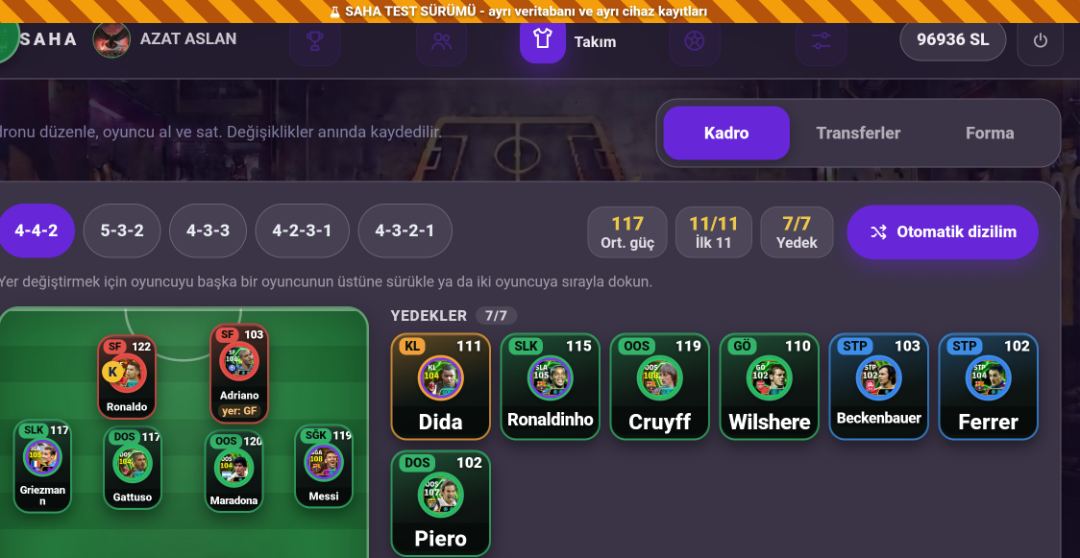 SAHA TEST SÜRÜMÜ - ayrı veritabanı ve ayrı cihaz kayıtları
SAHA
AZAT ASLAN
Takım
96936 SL
dronu düzenle, oyuncu al ve sat. Değişiklikler anında kaydedilir.
Kadro
Transferler
Forma
4-4-2
5-3-2
4-3-3
4-2-3-1
4-3-2-1
117
Ort. güç
11/11
İlk 11
7/7
Yedek
Otomatik dizilim
Yer değiştirmek için oyuncuyu başka bir oyuncunun üstüne sürükle ya da iki oyuncuya sırayla dokun.
SF 122
K
Ronaldo
SF 103
Adriano
yer: GF
SLK 117
Griezman
n
DOS 117
Gattuso
OOS 120
Maradona
SĞK 119
Messi
YEDEKLER 7/7
KL 111
Dida
SLK 115
Ronaldinho
OOS 119
Cruyff
GÖ 110
Wilshere
STP 103
Beckenbauer
STP 102
Ferrer
DOS 102
Piero